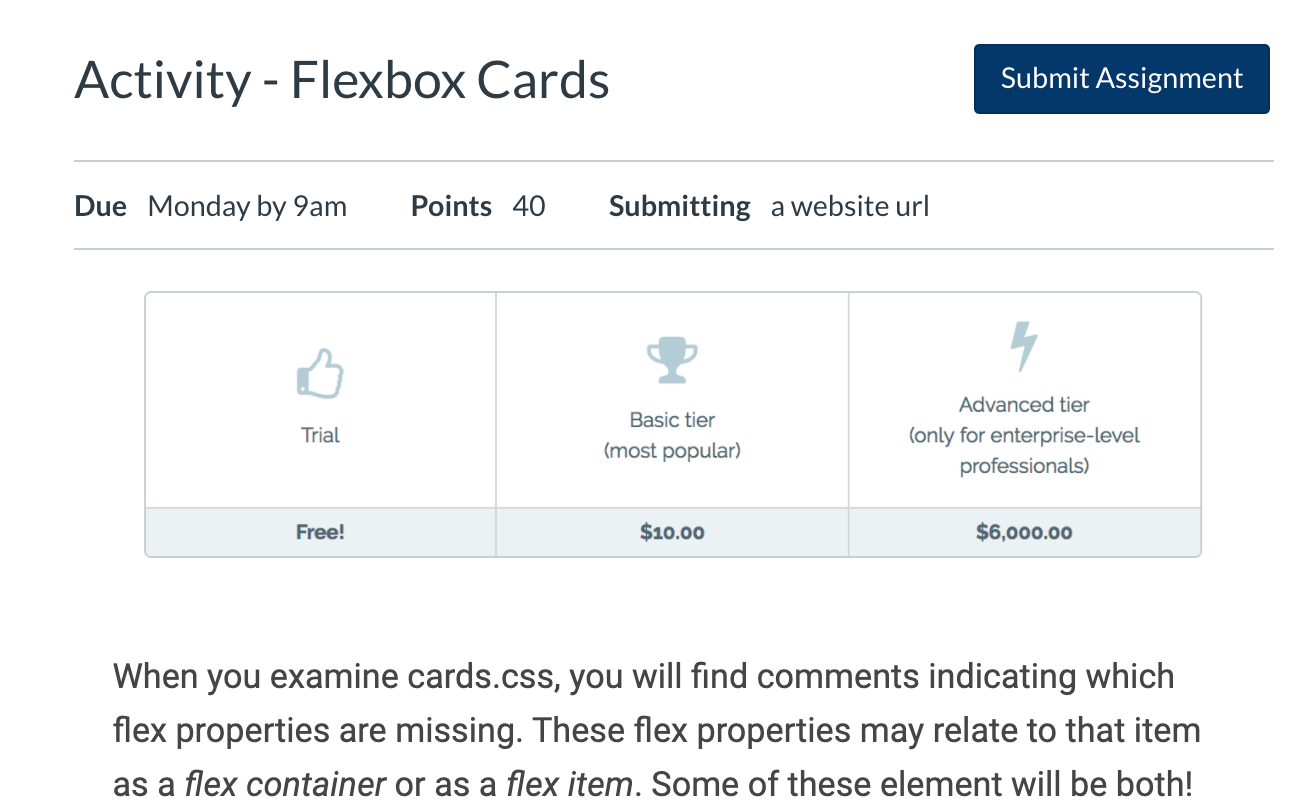 Activity - Flexbox Cards
Submit Assignment
Due Monday by 9am Points 40 Submitting a website url
Trial
Free!
Basic tier
(most popular)
$10.00
Advanced tier
(only for enterprise-level
professionals)
$6,000.00
When you examine cards.css, you will find comments indicating which
flex properties are missing. These flex properties may relate to that item
as a flex container or as a flex item. Some of these element will be both!